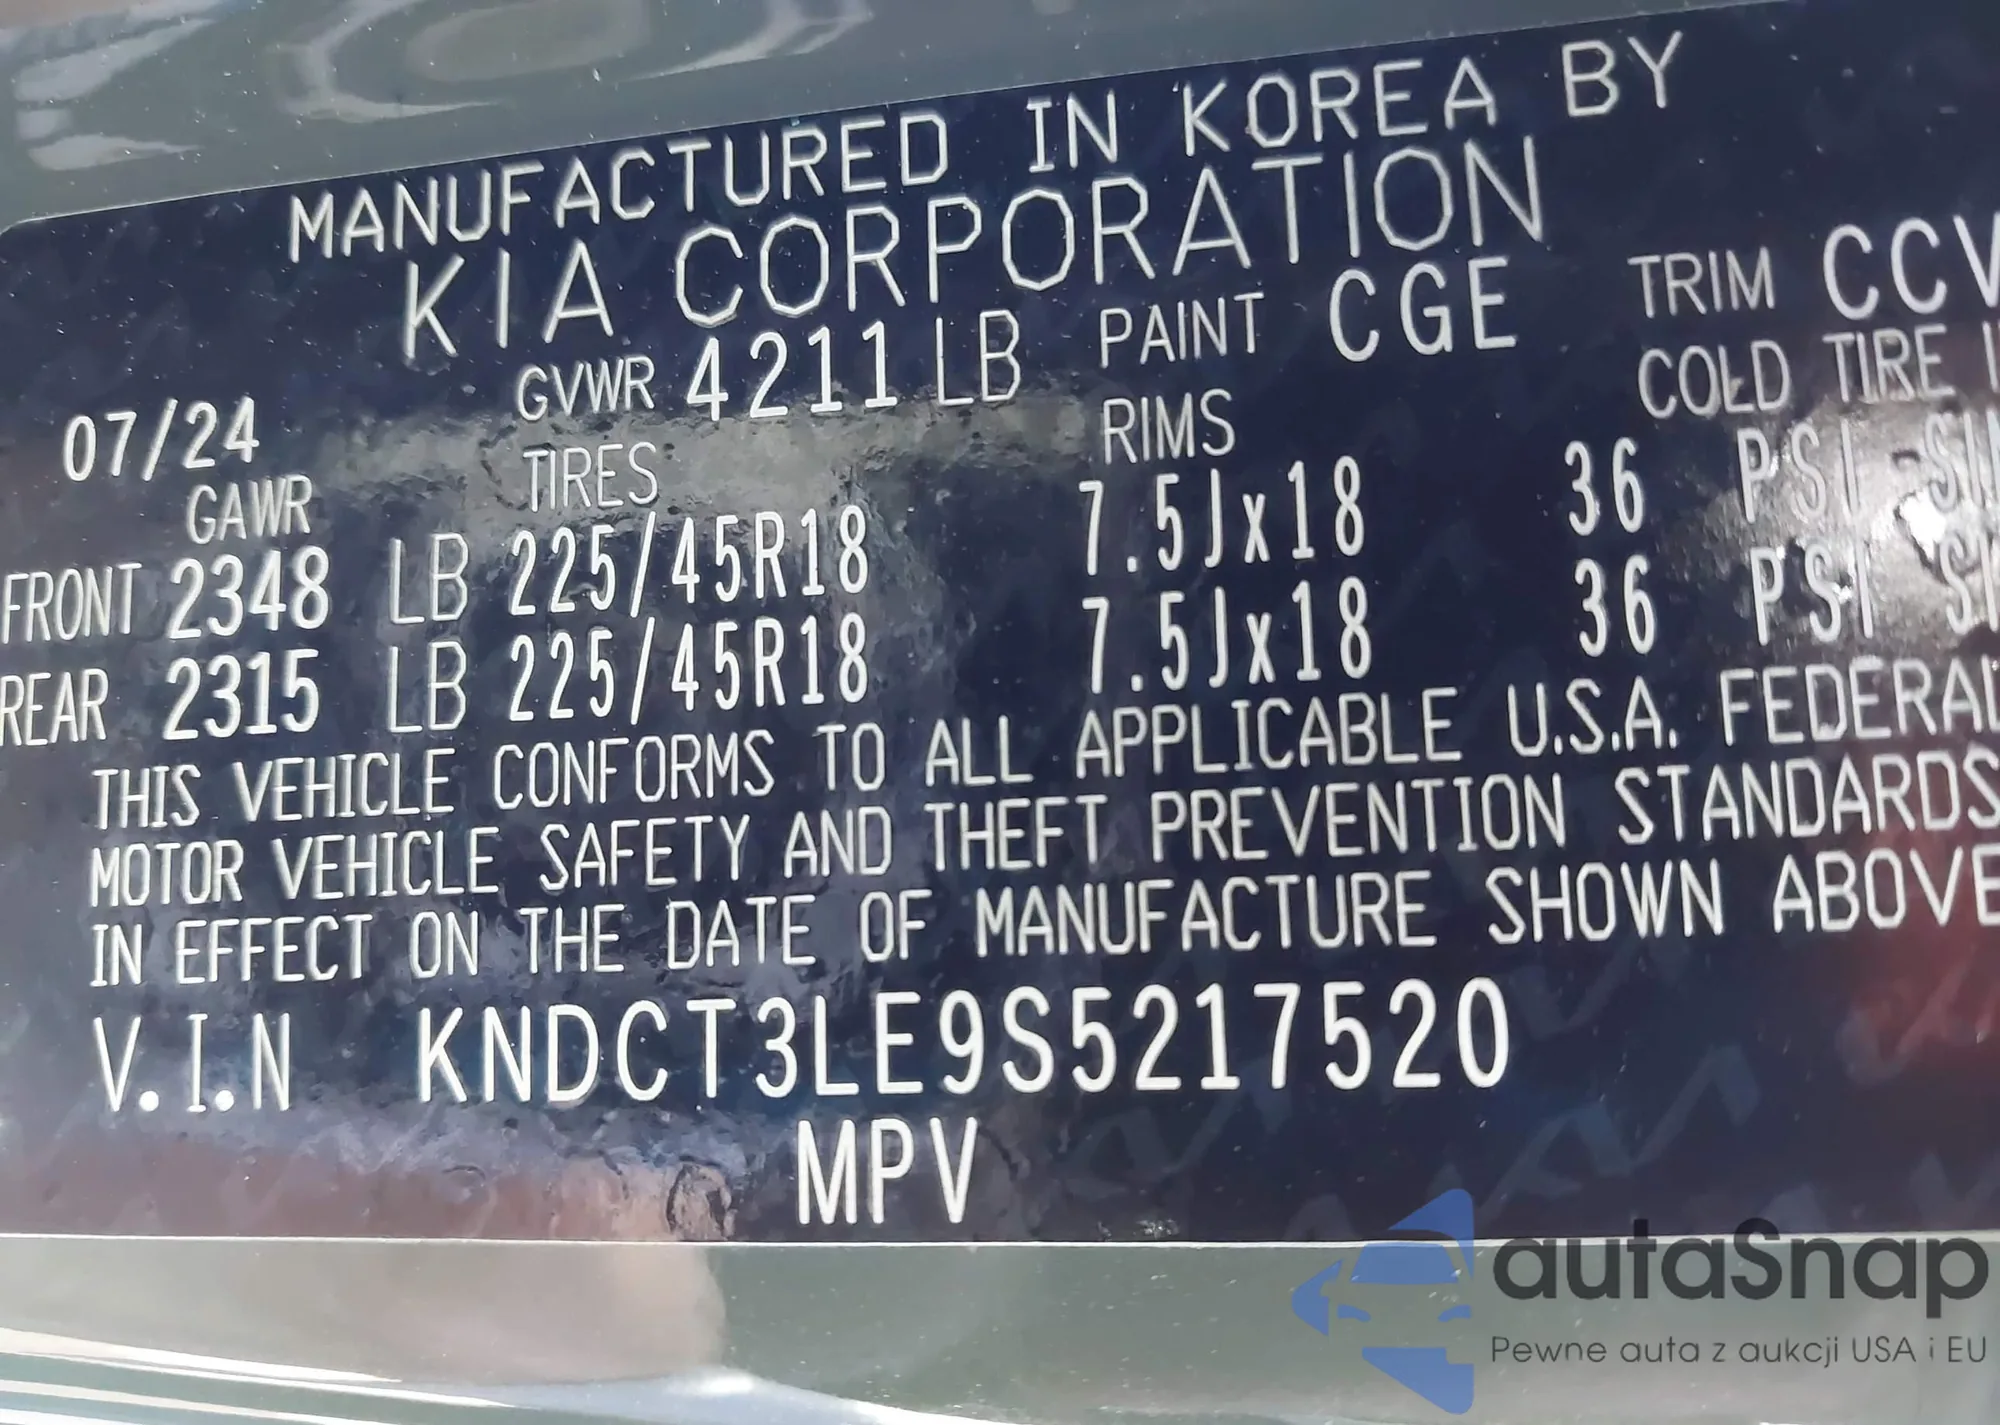 MANUFACTURED IN KOREA BY
KIA CORPORATION
07/24 GVWR 4211 LB PAINT CGE TRIM CCV
GAWR TIRES RIMS COLD TIRE
FRONT 2348 LB 225/45R18 7.5Jx18 36 PSI
REAR 2315 LB 225/45R18 7.5Jx18 36 PSI
THIS VEHICLE CONFORMS TO ALL APPLICABLE U.S.A. FEDERAL
MOTOR VEHICLE SAFETY AND THEFT PREVENTION STANDARDS
IN EFFECT ON THE DATE OF MANUFACTURE SHOWN ABOVE
V.I.N KNDCT3LE9S5217520
MPV
autaSnap
Pewne auta z aukcji USA i EU